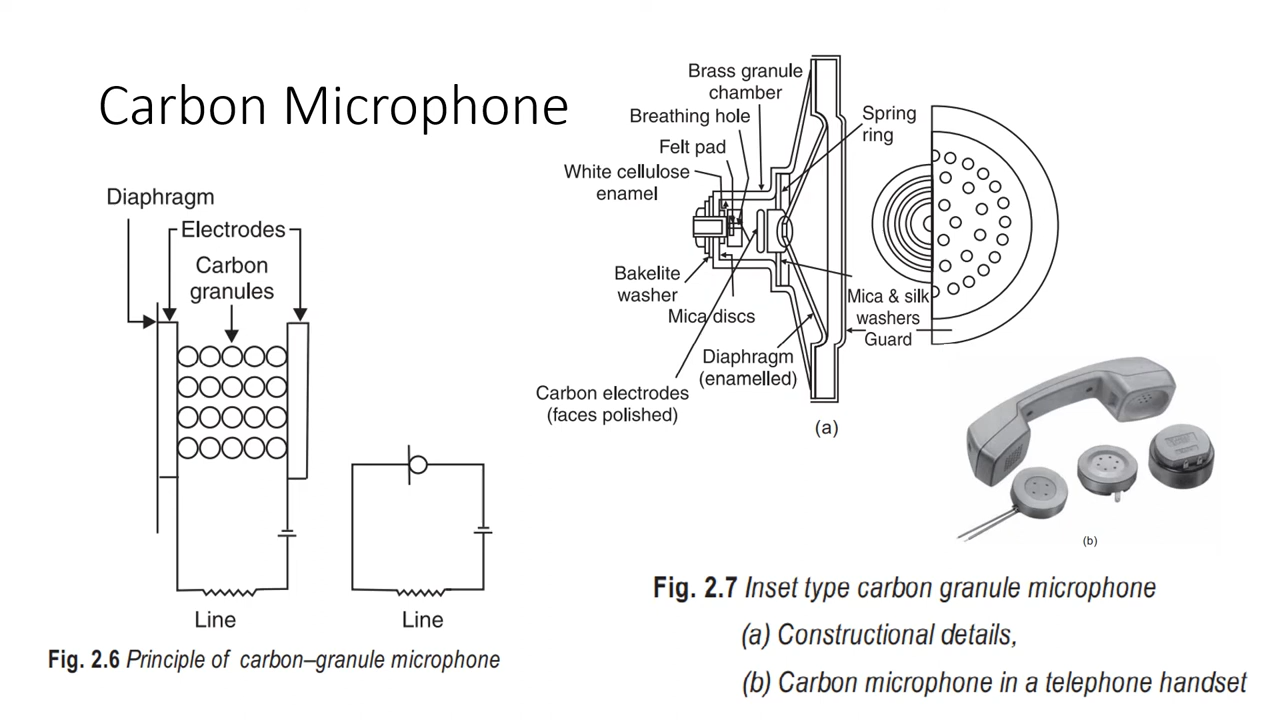 Carbon Microphone
Diaphragm
Electrodes
Carbon
granules
Line
Line
Fig. 2.6 Principle of carbon–granule microphone
Brass granule
chamber
Breathing hole
Felt pad
White cellulose
enamel
Spring
ring
Bakelite
washer
Mica discs
Mica & silk
washers
Guard
Diaphragm
(enamelled)
Carbon electrodes
(faces polished)
(a)
(b)
Fig. 2.7 Inset type carbon granule microphone
(a) Constructional details,
(b) Carbon microphone in a telephone handset